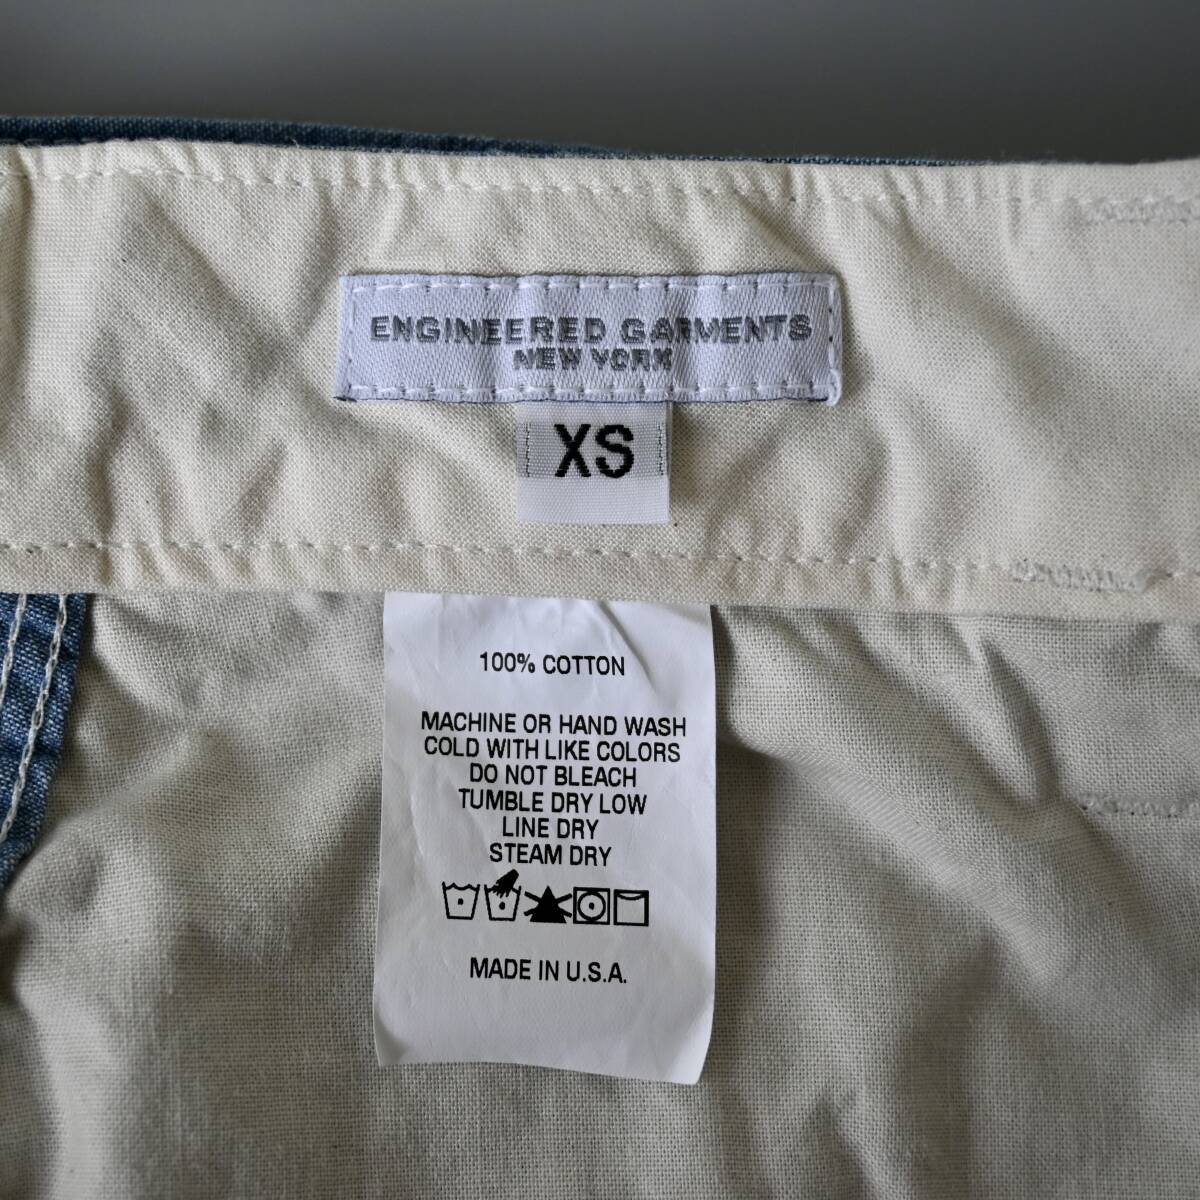 ENGINEERED GARMENTS
NEW YORK
XS
100% COTTON
MACHINE OR HAND WASH
COLD WITH LIKE COLORS
DO NOT BLEACH
TUMBLE DRY LOW
LINE DRY
STEAM DRY
MADE IN U.S.A.